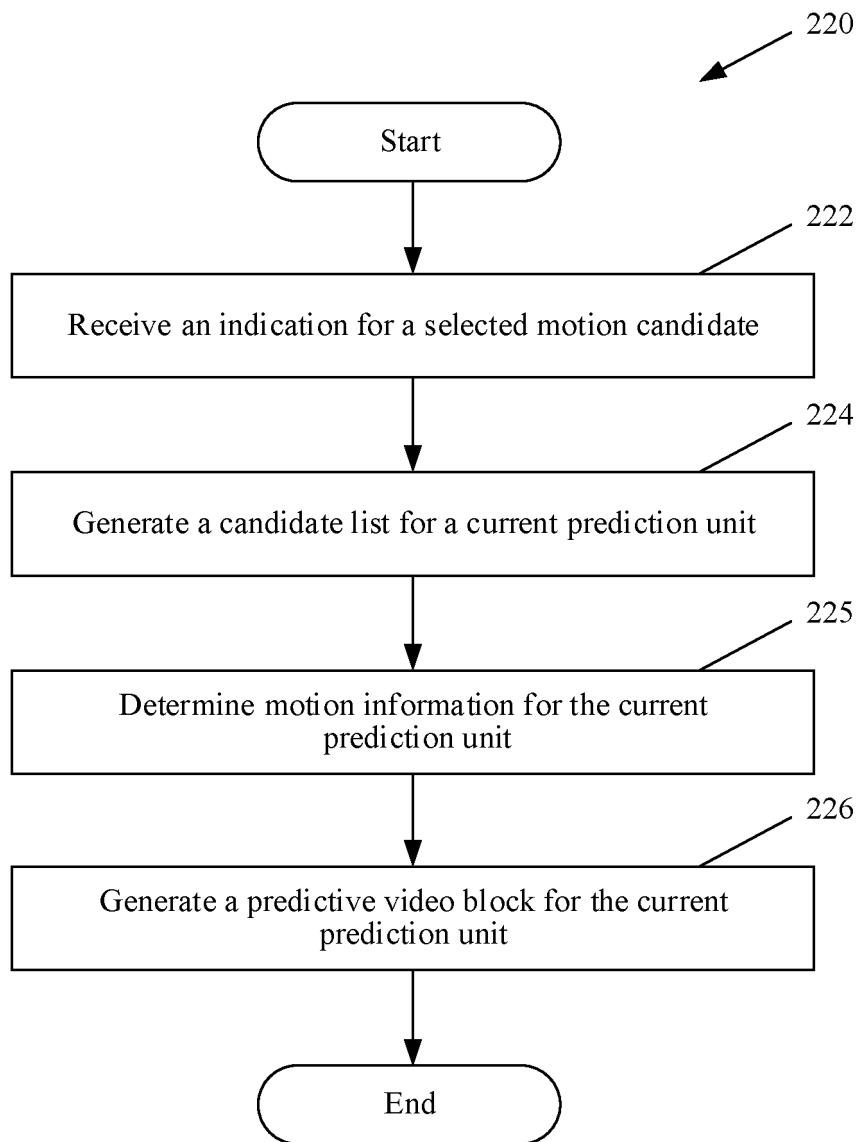 220
Start
222
Receive an indication for a selected motion candidate
224
Generate a candidate list for a current prediction unit
225
Determine motion information for the current
prediction unit
226
Generate a predictive video block for the current
prediction unit
End